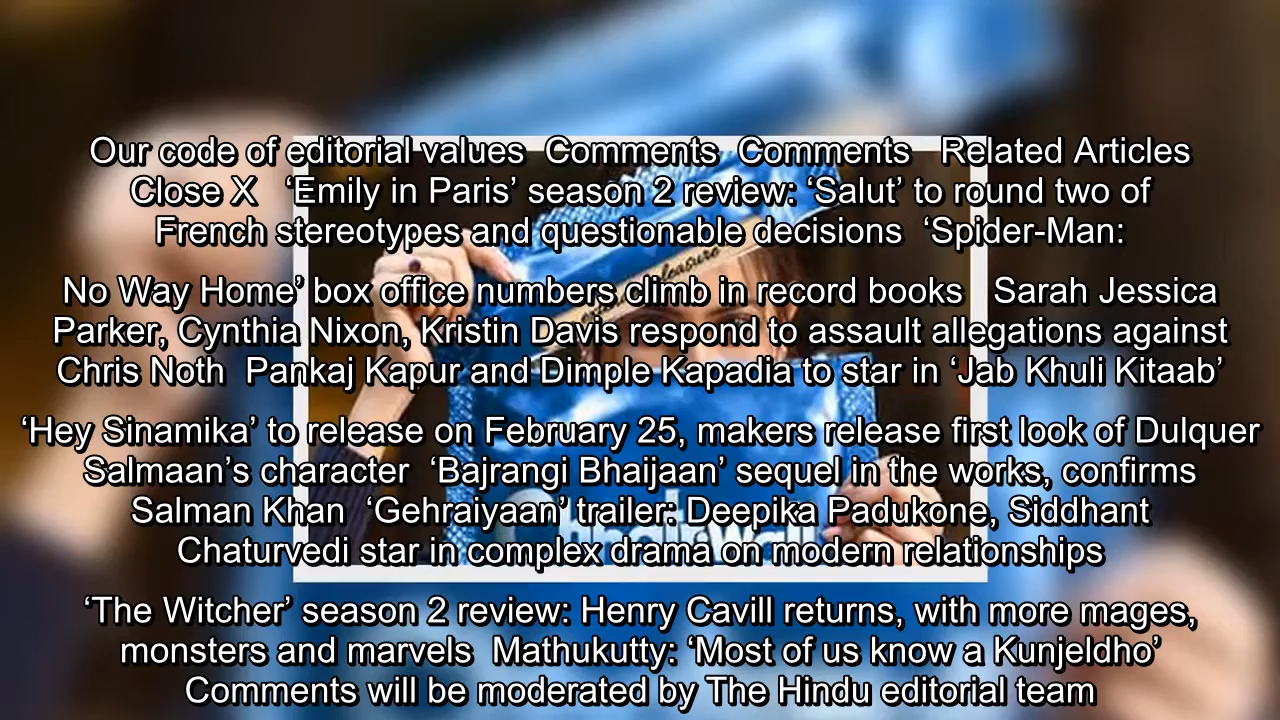 Our code of editorial values Comments Comments Related Articles
Close X ‘Emily in Paris’ season 2 review: ‘Salut’ to round two of
French stereotypes and questionable decisions ‘Spider-Man:
pleasure
No Way Home’ box office numbers climb in record books Sarah Jessica
Parker, Cynthia Nixon, Kristin Davis respond to assault allegations against
Chris Noth Pankaj Kapur and Dimple Kapadia to star in ‘Jab Khuli Kitaab’
‘Hey Sinamika’ to release on February 25, makers release first look of Dulquer
Salmaan’s character ‘Bajrangi Bhaijaan’ sequel in the works, confirms
Salman Khan ‘Gehraiyaan’ trailer: Deepika Padukone, Siddhant
Chaturvedi star in complex drama on modern relationships
‘The Witcher’ season 2 review: Henry Cavill returns, with more mages,
monsters and marvels Mathukutty: ‘Most of us know a Kunjeldho’
Comments will be moderated by The Hindu editorial team